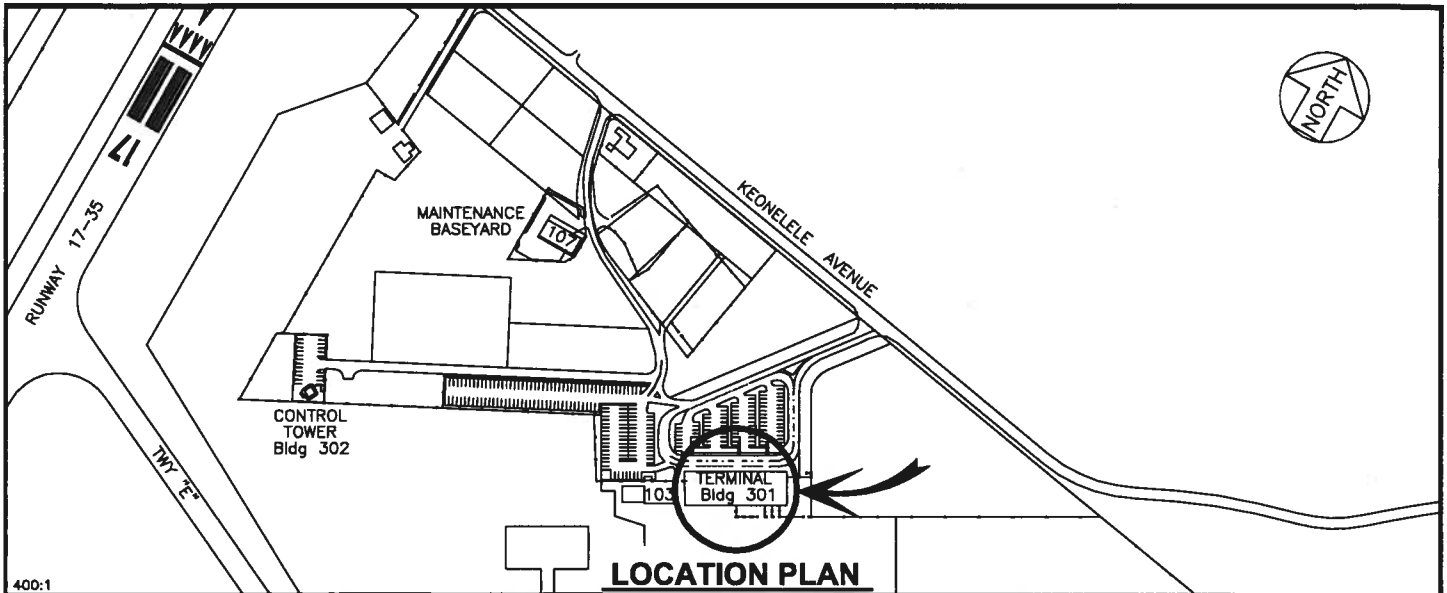 NORTH
17
RUNWAY 17-35
MAINTENANCE
BASEYARD
107
KEONELELE AVENUE
CONTROL
TOWER
Bldg 302
TWY "E"
103
TERMINAL
Bldg 301
LOCATION PLAN
400:1